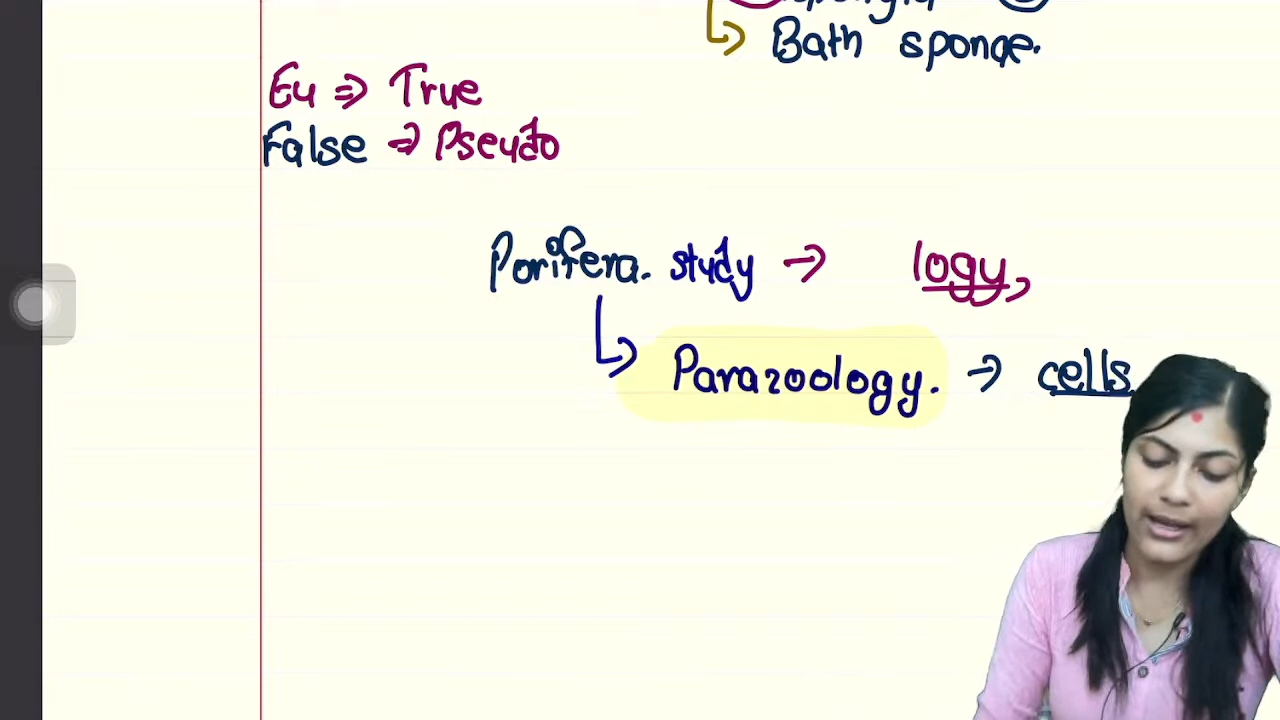 Bath sponge.
Eu => True
False => Pseudo
Porifera. study → logy,
Parazoology. → cells